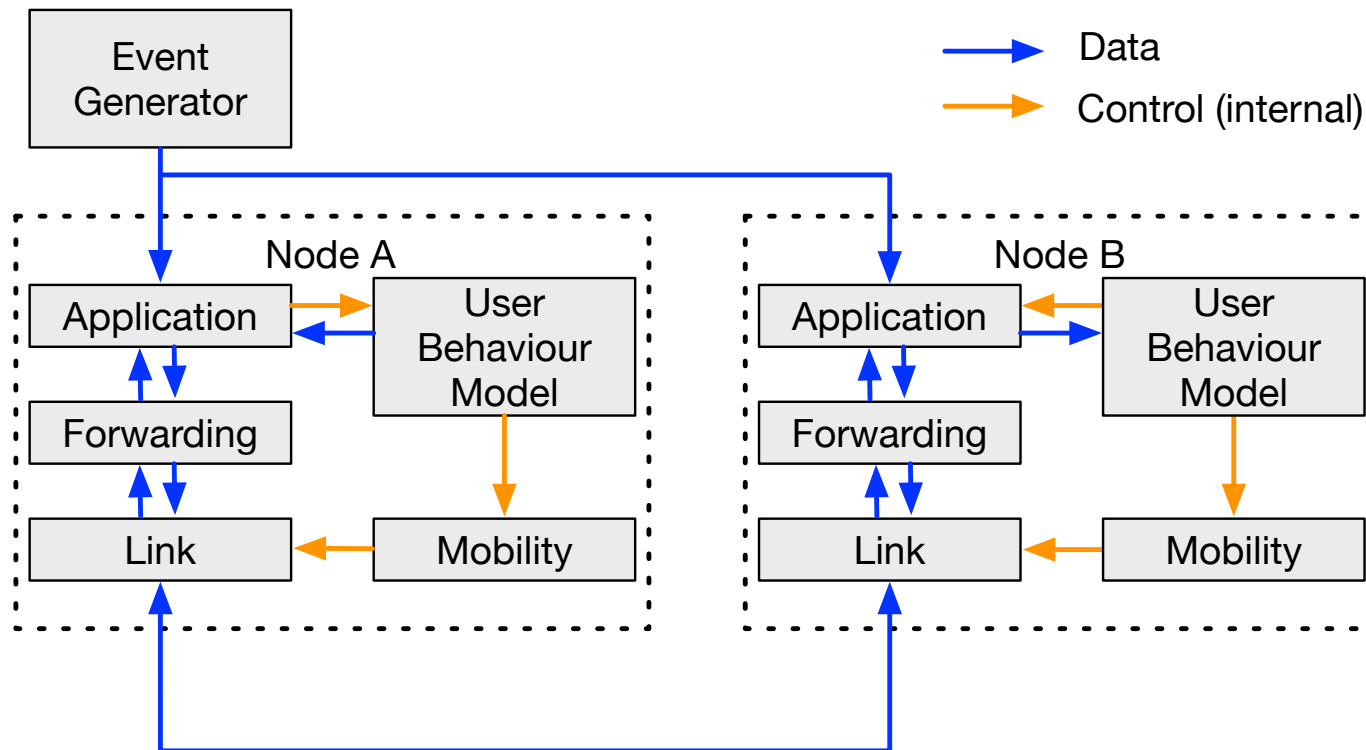 Event
Generator
Data
Control (internal)
Node A
Application
User
Behaviour
Model
Forwarding
Link
Mobility
Node B
Application
User
Behaviour
Model
Forwarding
Link
Mobility